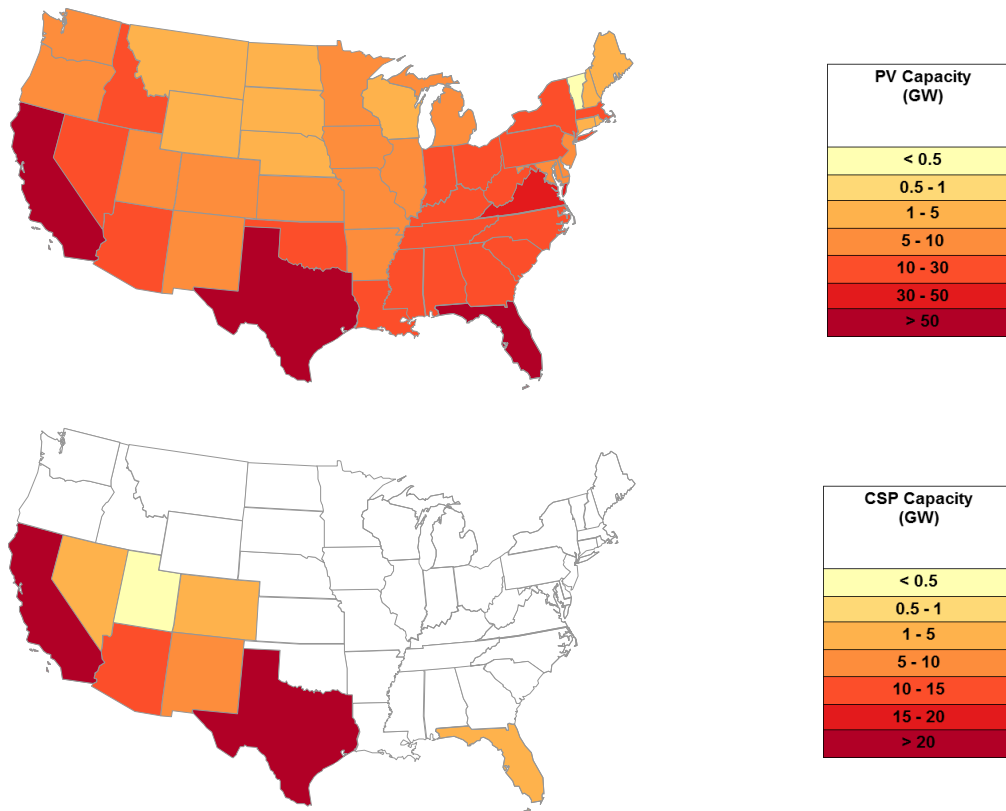 PV Capacity
(GW)
< 0.5
0.5 - 1
1 - 5
5 - 10
10 - 30
30 - 50
> 50
CSP Capacity
(GW)
< 0.5
0.5 - 1
1 - 5
5 - 10
10 - 15
15 - 20
> 20